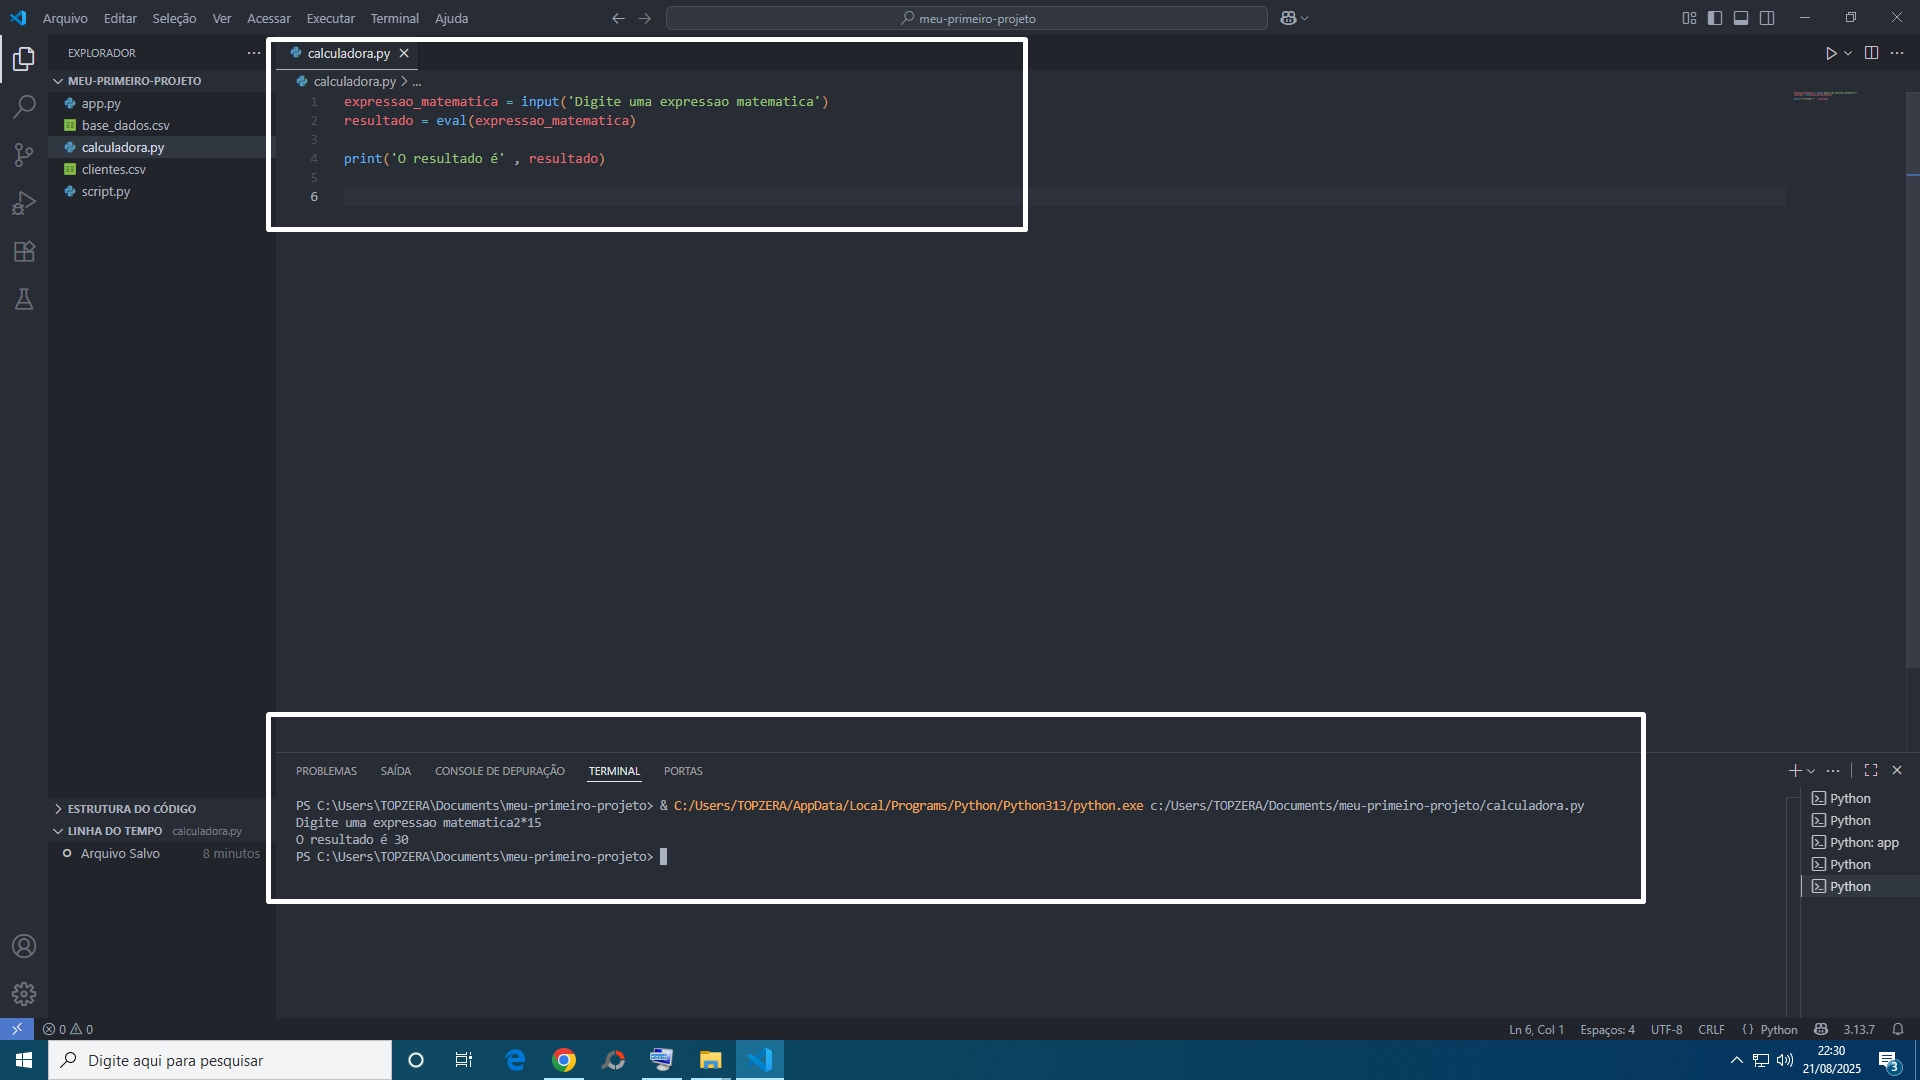 Arquivo Editar Seleção Ver Acessar Executar Terminal Ajuda
meu-primeiro-projeto
EXPLORADOR
MEU-PRIMEIRO-PROJETO
app.py
base_dados.csv
calculadora.py
clientes.csv
script.py
calculadora.py
calculadora.py > ...
1 expressao_matematica = input('Digite uma expressao matematica')
2 resultado = eval(expressao_matematica)
3
4 print('O resultado é' , resultado)
5
6
PROBLEMAS SAÍDA CONSOLE DE DEPURAÇÃO TERMINAL PORTAS
PS C:\Users\TOPZERA\Documents\meu-primeiro-projeto> & C:/Users/TOPZERA/AppData/Local/Programs/Python/Python313/python.exe c:/Users/TOPZERA/Documents/meu-primeiro-projeto/calculadora.py
Digite uma expressao matematica2*15
O resultado é 30
PS C:\Users\TOPZERA\Documents\meu-primeiro-projeto>
Python
Python
Python: app
Python
Python
ESTRUTURA DO CÓDIGO
LINHA DO TEMPO calculadora.py
Arquivo Salvo 8 minutos
0 0
Ln 6, Col 1 Espaços: 4 UTF-8 CRLF {} Python 3.13.7
Digite aqui para pesquisar
22:30
21/08/2025
3